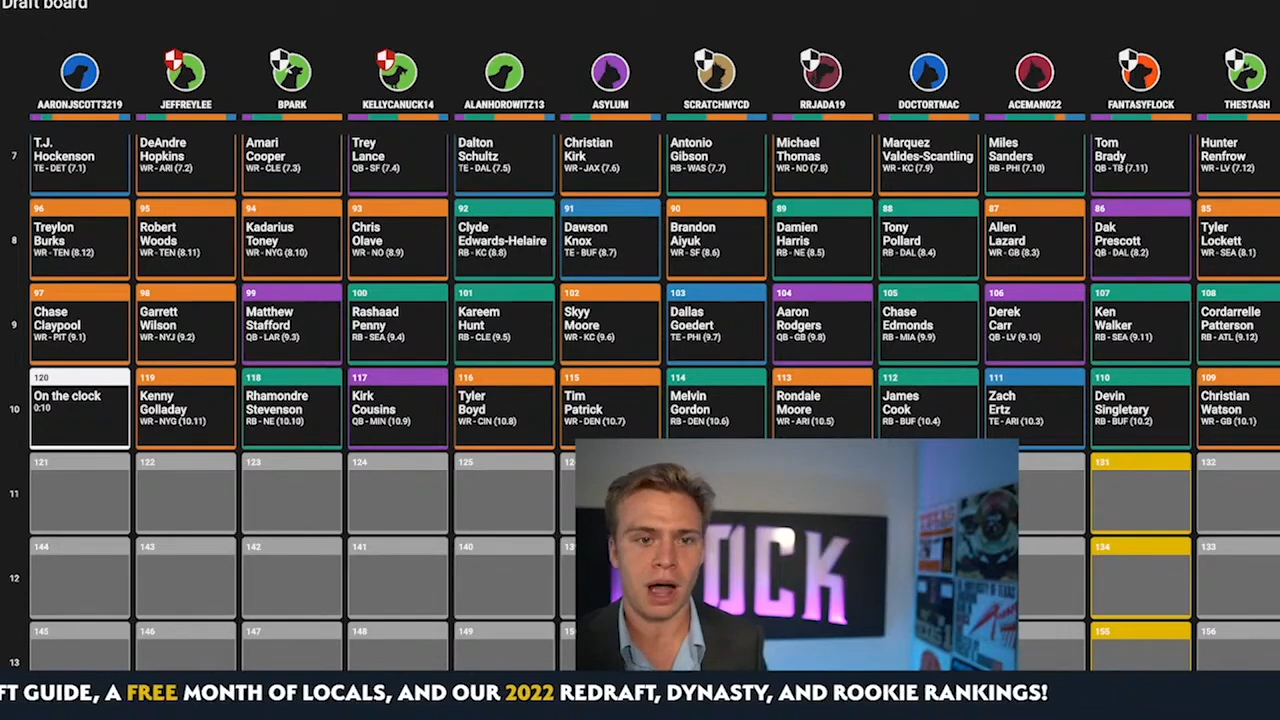 Draft board
AARONJSCOTT3219 JEFFREYLEE BPARK KELLYCANUCK14 ALANHOROWITZ13 ASYLUM SCRATCHMYCD RRJADA19 DOCTORTMAC ACEMAN022 FANTASYFLOCK THESTASH
7
T.J. DeAndre Amari Trey Dalton Christian Antonio Michael Marquez Miles Tom Hunter
Hockenson Hopkins Cooper Lance Schultz Kirk Gibson Thomas Valdes-Scantling Sanders Brady Renfrow
TE - DET (7.1) WR - ARI (7.2) WR - CLE (7.3) QB - SF (7.4) TE - DAL (7.5) WR - JAX (7.6) RB - WAS (7.7) WR - NO (7.8) WR - KC (7.9) RB - PHI (7.10) QB - TB (7.11) WR - LV (7.12)
96 95 94 93 92 91 90 89 88 87 86 85
8
Treylon Robert Kadarius Chris Clyde Dawson Brandon Damien Tony Allen Dak Tyler
Burks Woods Toney Olave Edwards-Helaire Knox Aiyuk Harris Pollard Lazard Prescott Lockett
WR - TEN (8.12) WR - TEN (8.11) WR - NYG (8.10) WR - NO (8.9) RB - KC (8.8) TE - BUF (8.7) WR - SF (8.6) RB - NE (8.5) RB - DAL (8.4) WR - GB (8.3) QB - DAL (8.2) WR - SEA (8.1)
97 98 99 100 101 102 103 104 105 106 107 108
9
Chase Garrett Matthew Rashaad Kareem Skyy Dallas Aaron Chase Derek Ken Cordarrelle
Claypool Wilson Stafford Penny Hunt Moore Goedert Rodgers Edmonds Carr Walker Patterson
WR - PIT (9.1) WR - NYJ (9.2) QB - LAR (9.3) RB - SEA (9.4) RB - CLE (9.5) WR - KC (9.6) TE - PHI (9.7) QB - GB (9.8) RB - MIA (9.9) QB - LV (9.10) RB - SEA (9.11) RB - ATL (9.12)
120 119 118 117 116 115 114 113 112 111 110 109
10
On the clock Kenny Rhamondre Kirk Tyler Tim Melvin Rondale James Zach Devin Christian
0:10 Golladay Stevenson Cousins Boyd Patrick Gordon Moore Cook Ertz Singletary Watson
WR - NYG (10.11) RB - NE (10.10) QB - MIN (10.9) WR - CIN (10.8) WR - DEN (10.7) RB - DEN (10.6) WR - ARI (10.5) RB - BUF (10.4) TE - ARI (10.3) RB - BUF (10.2) WR - GB (10.1)
121 122 123 124 125 131 132
11
144 143 142 141 140 134 133
12
145 146 147 148 149 155 156
13
OCK
FT GUIDE, A FREE MONTH OF LOCALS, AND OUR 2022 REDRAFT, DYNASTY, AND ROOKIE RANKINGS!